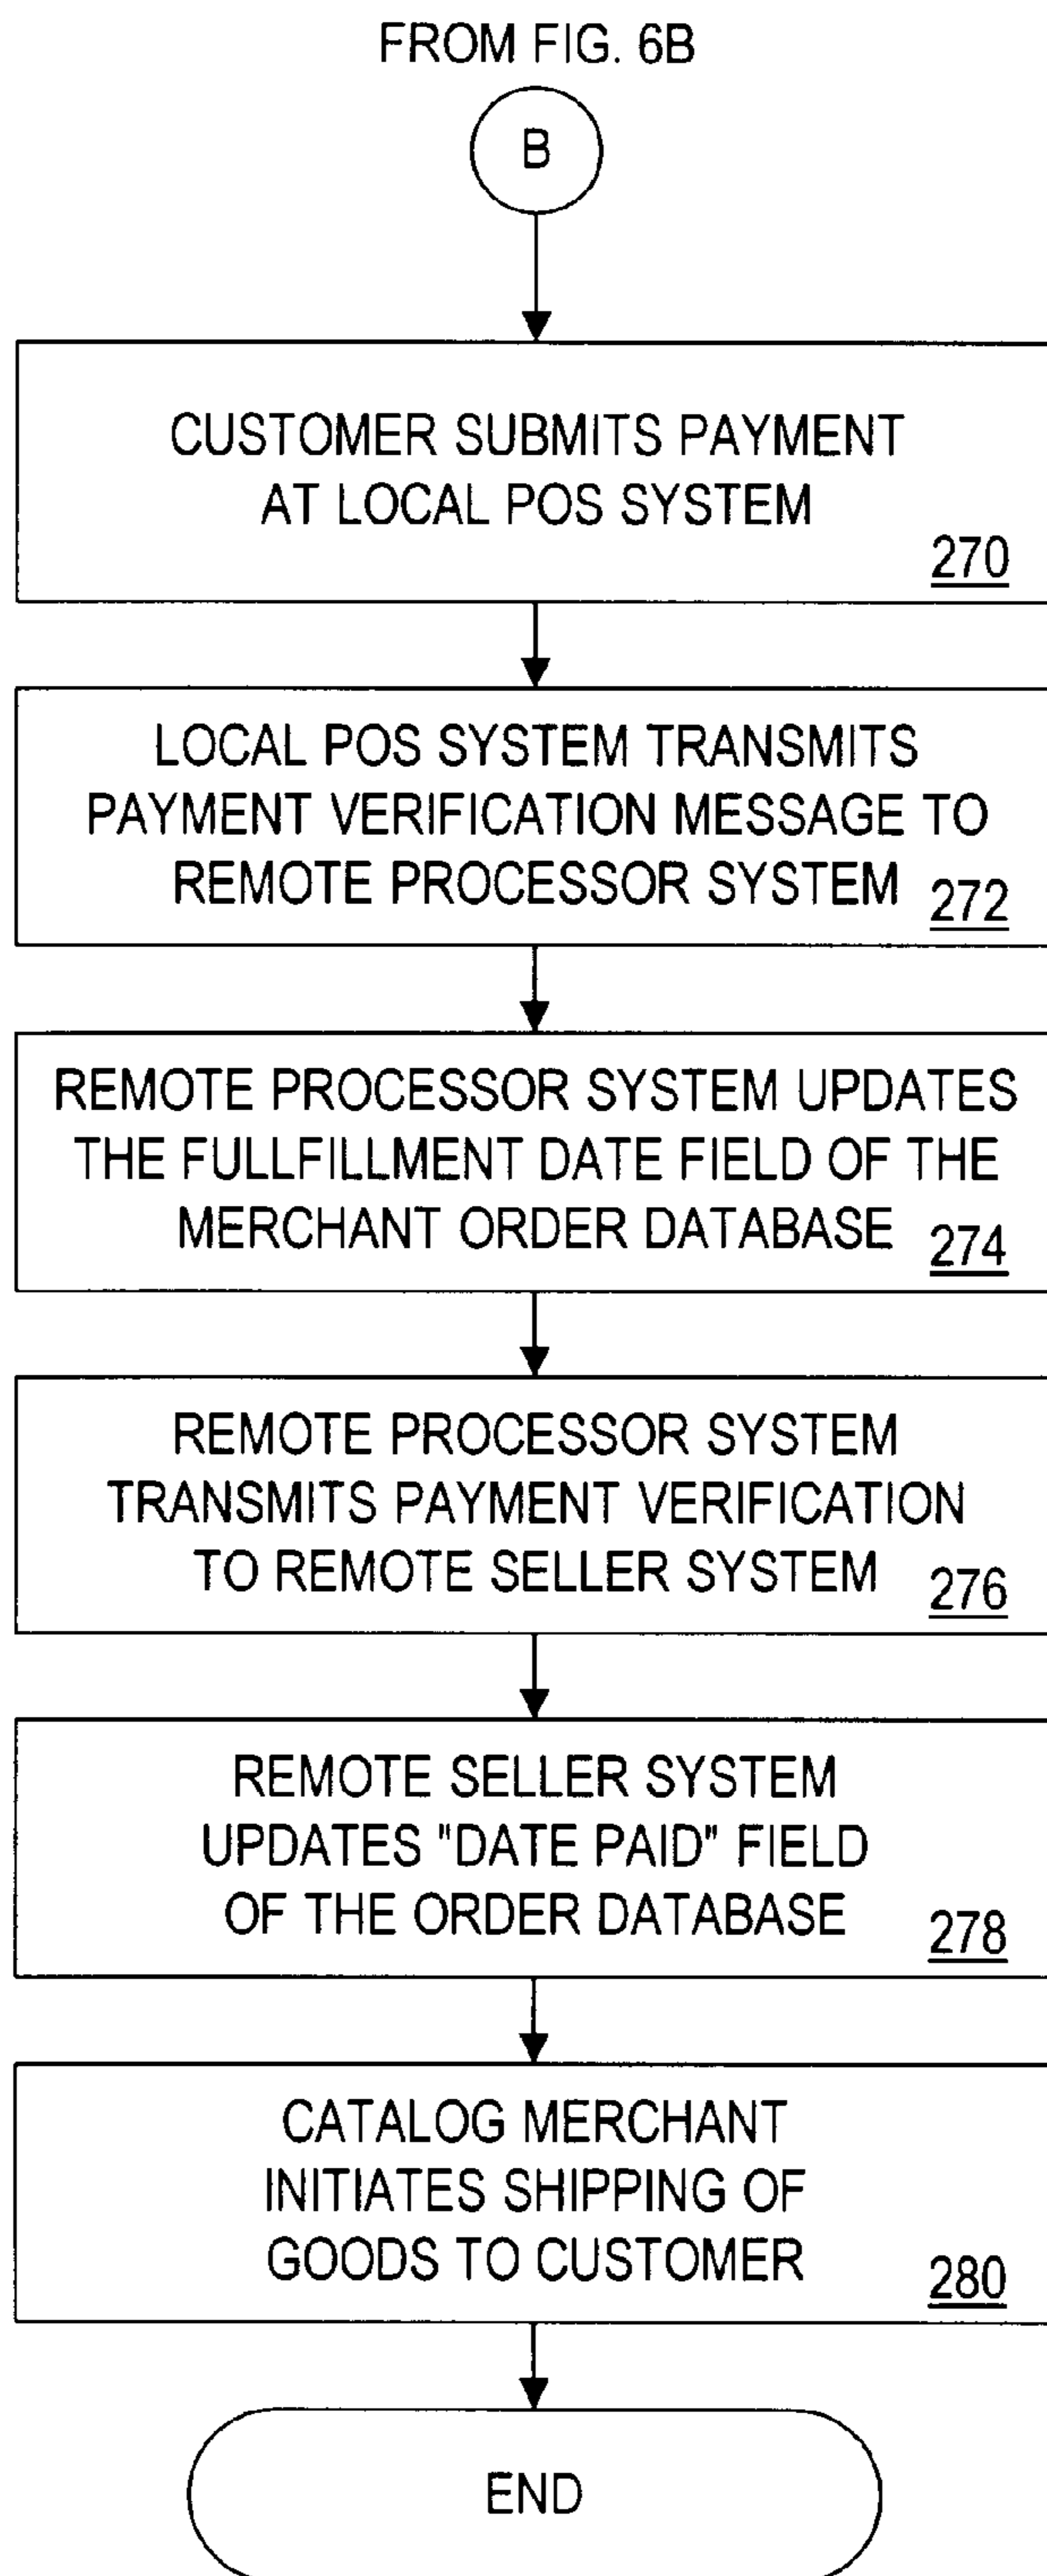 FROM FIG. 6B
B
CUSTOMER SUBMITS PAYMENT
AT LOCAL POS SYSTEM
270
LOCAL POS SYSTEM TRANSMITS
PAYMENT VERIFICATION MESSAGE TO
REMOTE PROCESSOR SYSTEM 272
REMOTE PROCESSOR SYSTEM UPDATES
THE FULLFILLMENT DATE FIELD OF THE
MERCHANT ORDER DATABASE 274
REMOTE PROCESSOR SYSTEM
TRANSMITS PAYMENT VERIFICATION
TO REMOTE SELLER SYSTEM 276
REMOTE SELLER SYSTEM
UPDATES "DATE PAID" FIELD
OF THE ORDER DATABASE 278
CATALOG MERCHANT
INITIATES SHIPPING OF
GOODS TO CUSTOMER 280
END